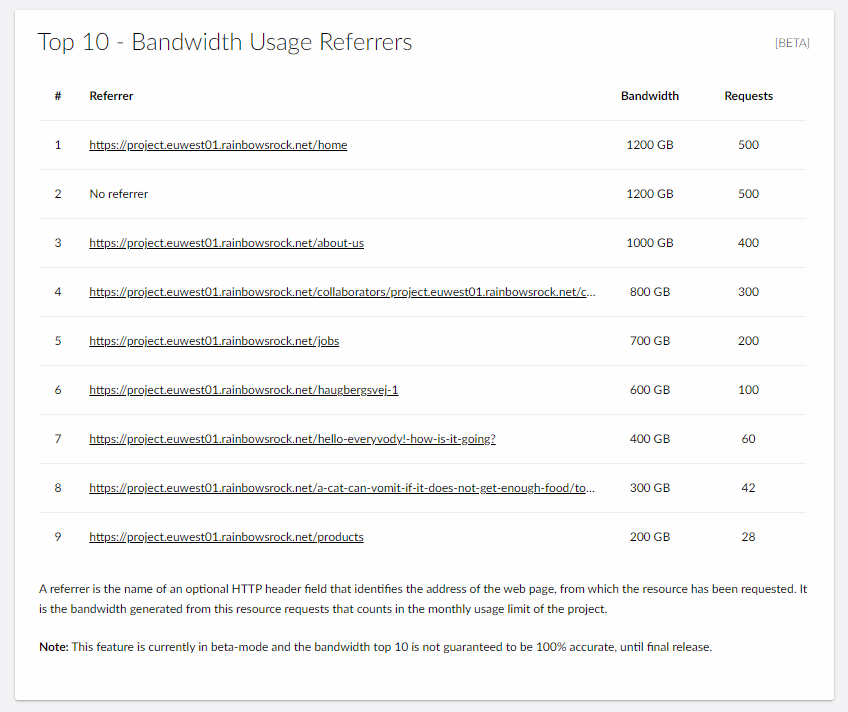 Top 10 - Bandwidth Usage Referrers [BETA]
# Referrer Bandwidth Requests
1 https://project.euwest01.rainbowsrock.net/home 1200 GB 500
2 No referrer 1200 GB 500
3 https://project.euwest01.rainbowsrock.net/about-us 1000 GB 400
4 https://project.euwest01.rainbowsrock.net/collaborators/project.euwest01.rainbowsrock.net/c... 800 GB 300
5 https://project.euwest01.rainbowsrock.net/jobs 700 GB 200
6 https://project.euwest01.rainbowsrock.net/haugbergsvej-1 600 GB 100
7 https://project.euwest01.rainbowsrock.net/hello-everyvody!-how-is-it-going? 400 GB 60
8 https://project.euwest01.rainbowsrock.net/a-cat-can-vomit-if-it-does-not-get-enough-food/to... 300 GB 42
9 https://project.euwest01.rainbowsrock.net/products 200 GB 28
A referrer is the name of an optional HTTP header field that identifies the address of the web page, from which the resource has been requested. It
is the bandwidth generated from this resource requests that counts in the monthly usage limit of the project.
Note: This feature is currently in beta-mode and the bandwidth top 10 is not guaranteed to be 100% accurate, until final release.